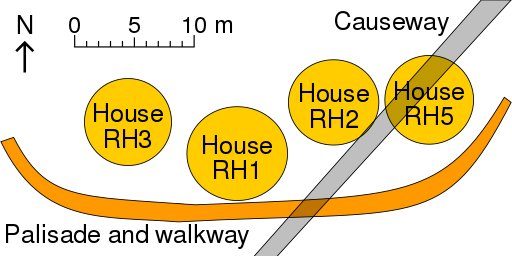 N
0 5 10 m
Causeway
House
RH3
House
RH1
House
RH2
House
RH5
Palisade and walkway